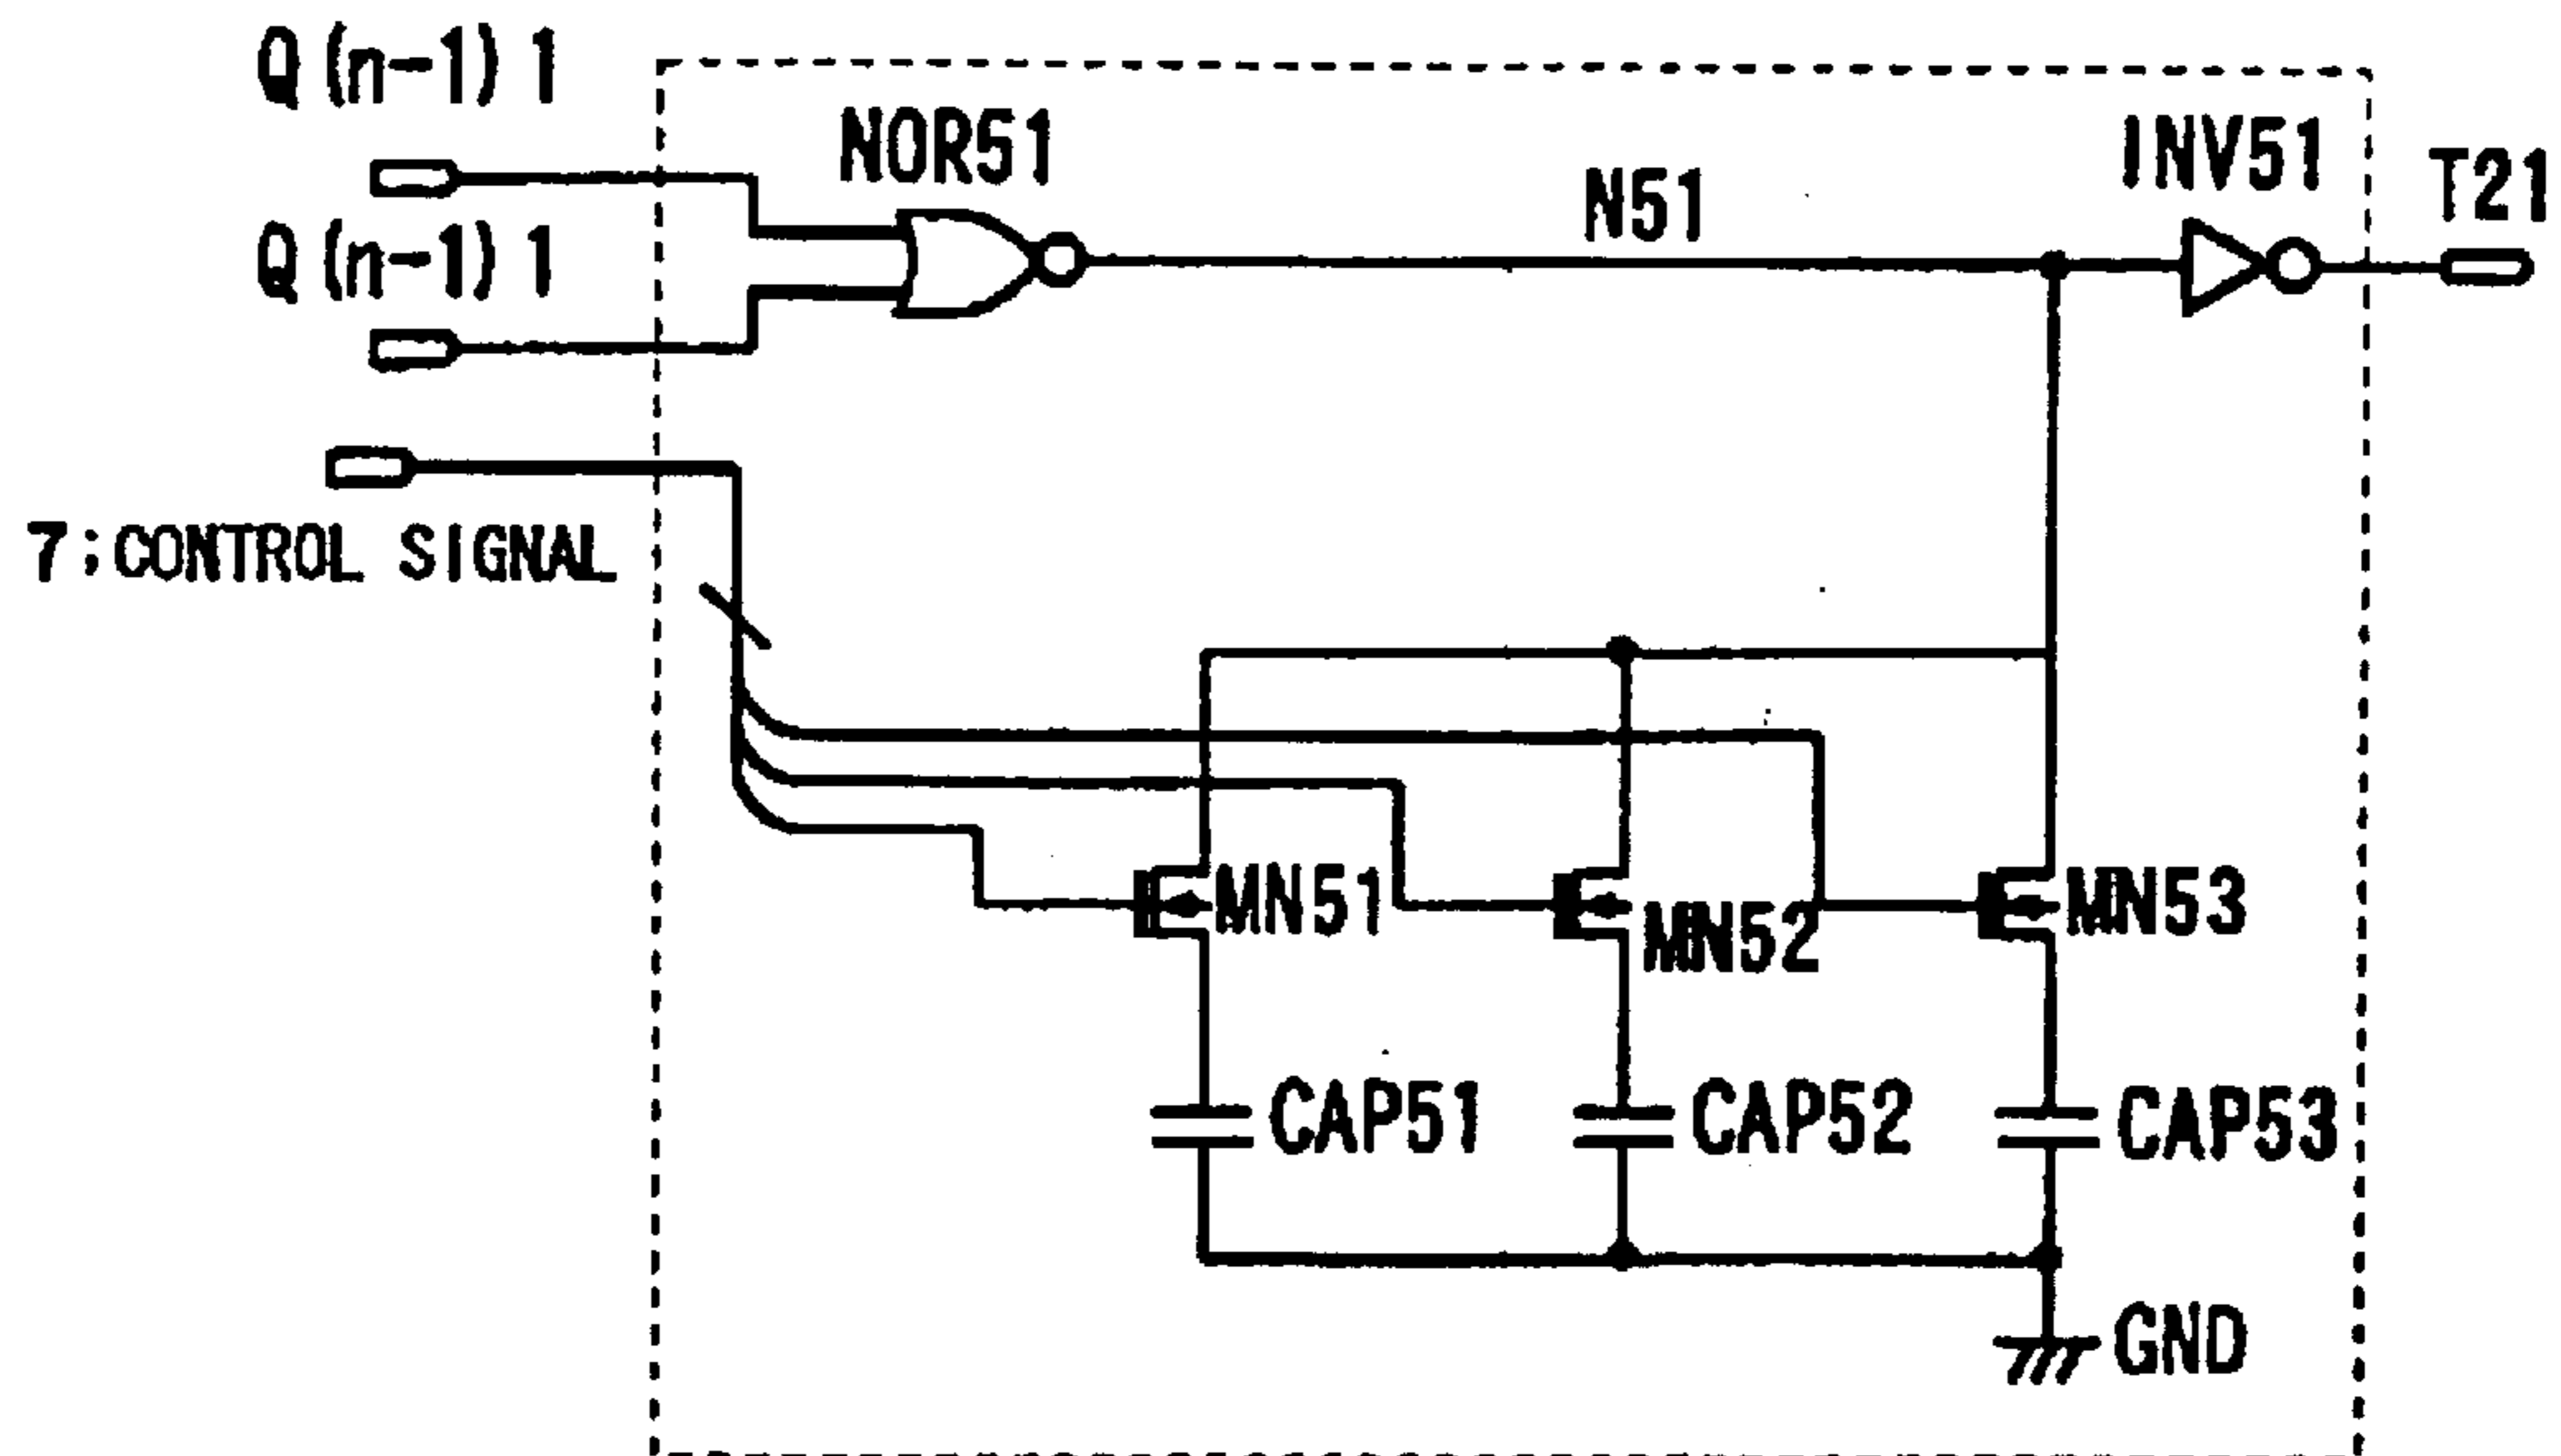 Q(n-1)1
NOR51
INV51
T21
N51
Q(n-1)1
7;CONTROL SIGNAL
MN51
MN52
MN53
CAP51
CAP52
CAP53
GND